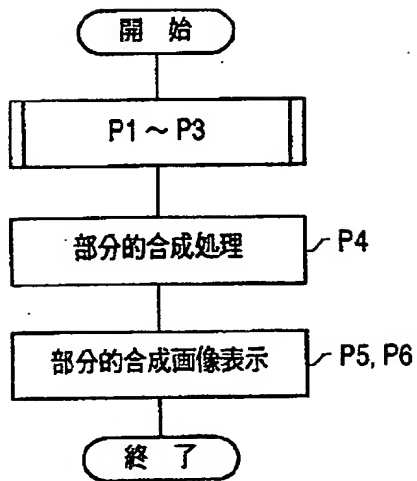 開 始
P1 ～ P3
部分的合成処理 P4
部分的合成画像表示 P5, P6
終 了